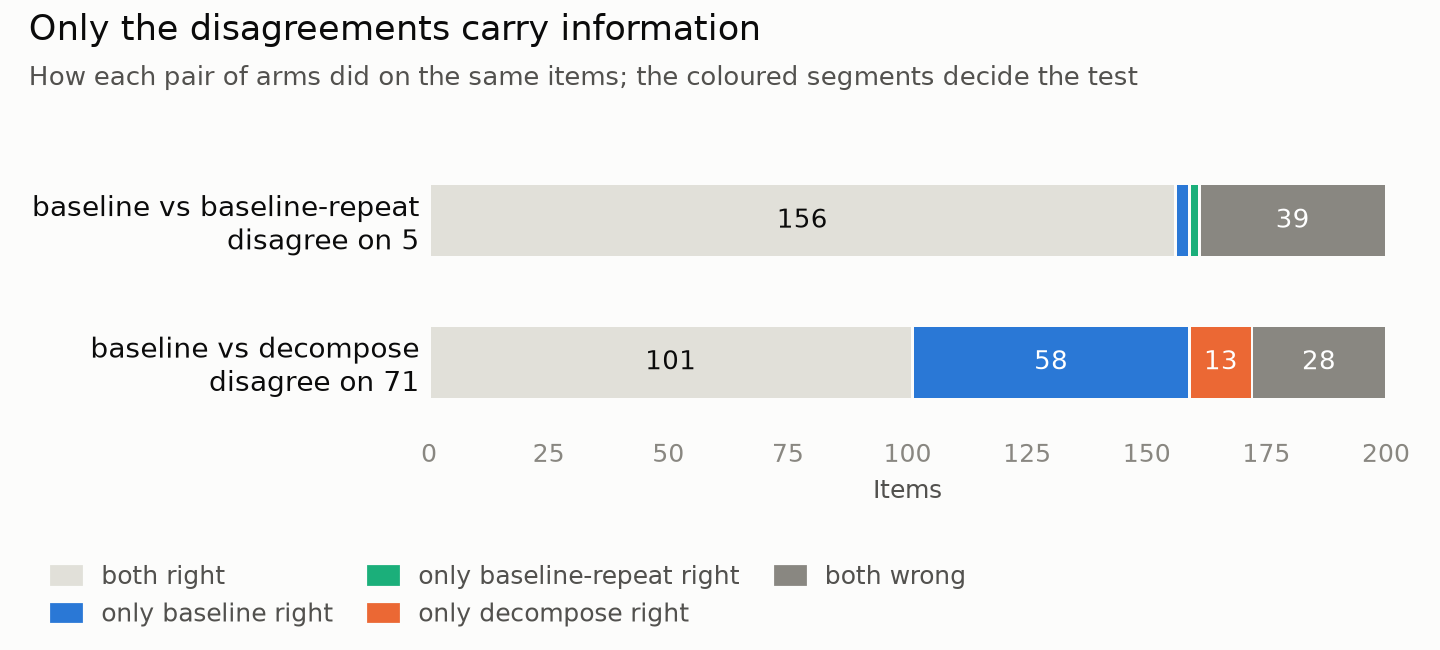 Only the disagreements carry information
How each pair of arms did on the same items; the coloured segments decide the test
baseline vs baseline-repeat
disagree on 5
156
39
baseline vs decompose
disagree on 71
101
58
13
28
0 25 50 75 100 125 150 175 200
Items
both right
only baseline right
only baseline-repeat right
only decompose right
both wrong